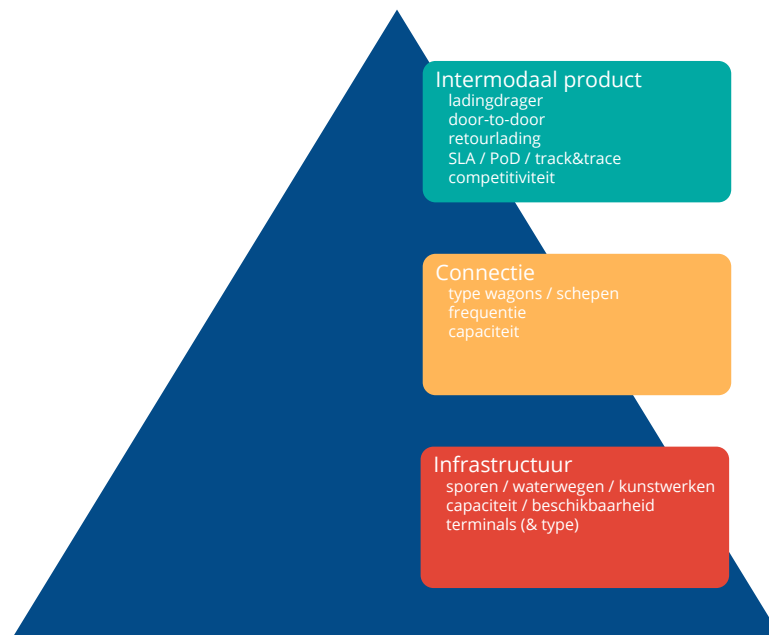 Intermodaal product
ladingdrager
door-to-door
retourlading
SLA / PoD / track&trace
competitiviteit
Connectie
type wagons / schepen
frequentie
capaciteit
Infrastructuur
sporen / waterwegen / kunstwerken
capaciteit / beschikbaarheid
terminals (& type)